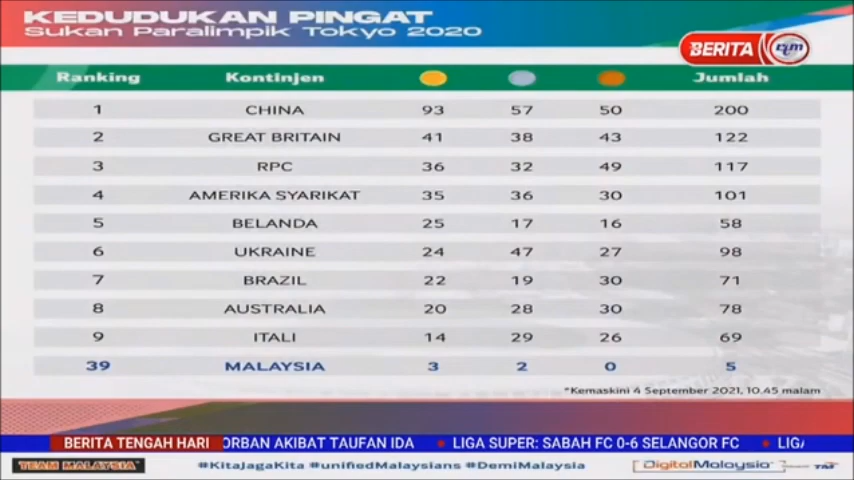 KEDUDUKAN PINGAT
Sukan Paralimpik Tokyo 2020
BERITA rtm
Ranking Kontinjen Jumlah
1 CHINA 93 57 50 200
2 GREAT BRITAIN 41 38 43 122
3 RPC 36 32 49 117
4 AMERIKA SYARIKAT 35 36 30 101
5 BELANDA 25 17 16 58
6 UKRAINE 24 47 27 98
7 BRAZIL 22 19 30 71
8 AUSTRALIA 20 28 30 78
9 ITALI 14 29 26 69
39 MALAYSIA 3 2 0 5
*Kemaskini 4 September 2021, 10.45 malam
BERITA TENGAH HARI ORBAN AKIBAT TAUFAN IDA • LIGA SUPER: SABAH FC 0-6 SELANGOR FC • LIGA
TEAM MALAYSIA #KitaJagaKita #unifiedMalaysians #DemiMalaysia DigitalMalaysia TM